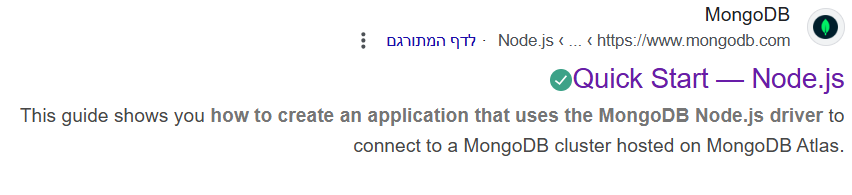 MongoDB
https://www.mongodb.com › ... › Node.js · לדף המתורגם
Quick Start — Node.js
This guide shows you how to create an application that uses the MongoDB Node.js driver to
connect to a MongoDB cluster hosted on MongoDB Atlas.